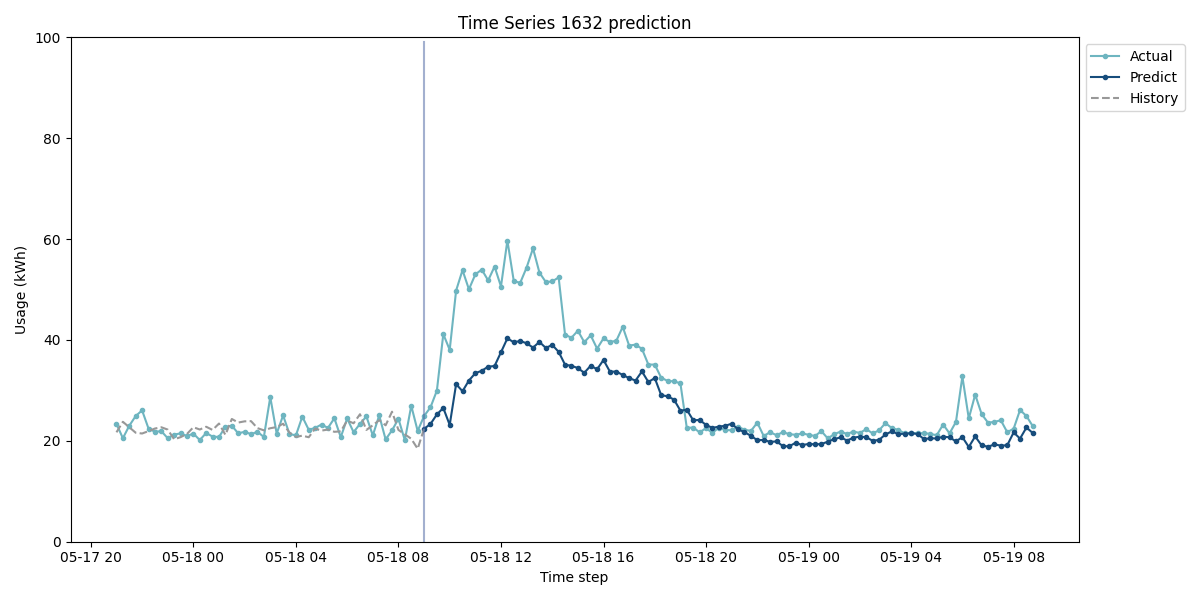 Time Series 1632 prediction
100
80
60
40
20
0
Usage (kWh)
05-17 20
05-18 00
05-18 04
05-18 08
05-18 12
05-18 16
05-18 20
05-19 00
05-19 04
05-19 08
Time step
Actual
Predict
History